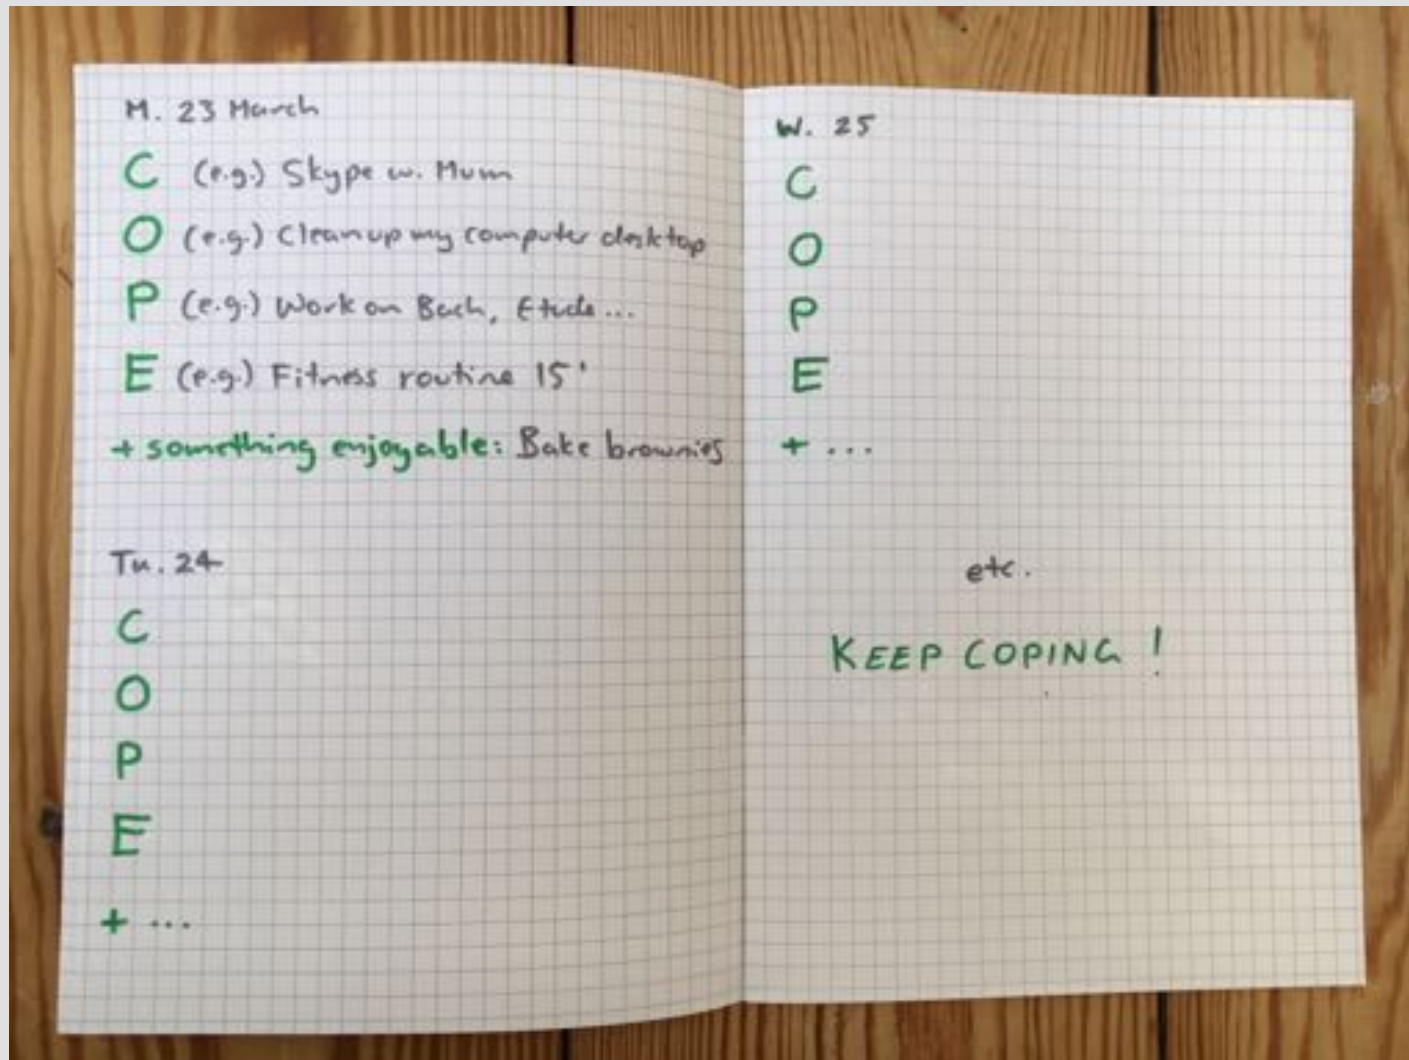 M. 23 March
C (e.g.) Skype w. Mum
O (e.g.) Clean up my computer desktop
P (e.g.) Work on Bach, Etude...
E (e.g.) Fitness routine 15'
+ something enjoyable: Bake brownies
Tu. 24
C
O
P
E
+ ...
W. 25
C
O
P
E
+ ...
etc.
KEEP COPING !